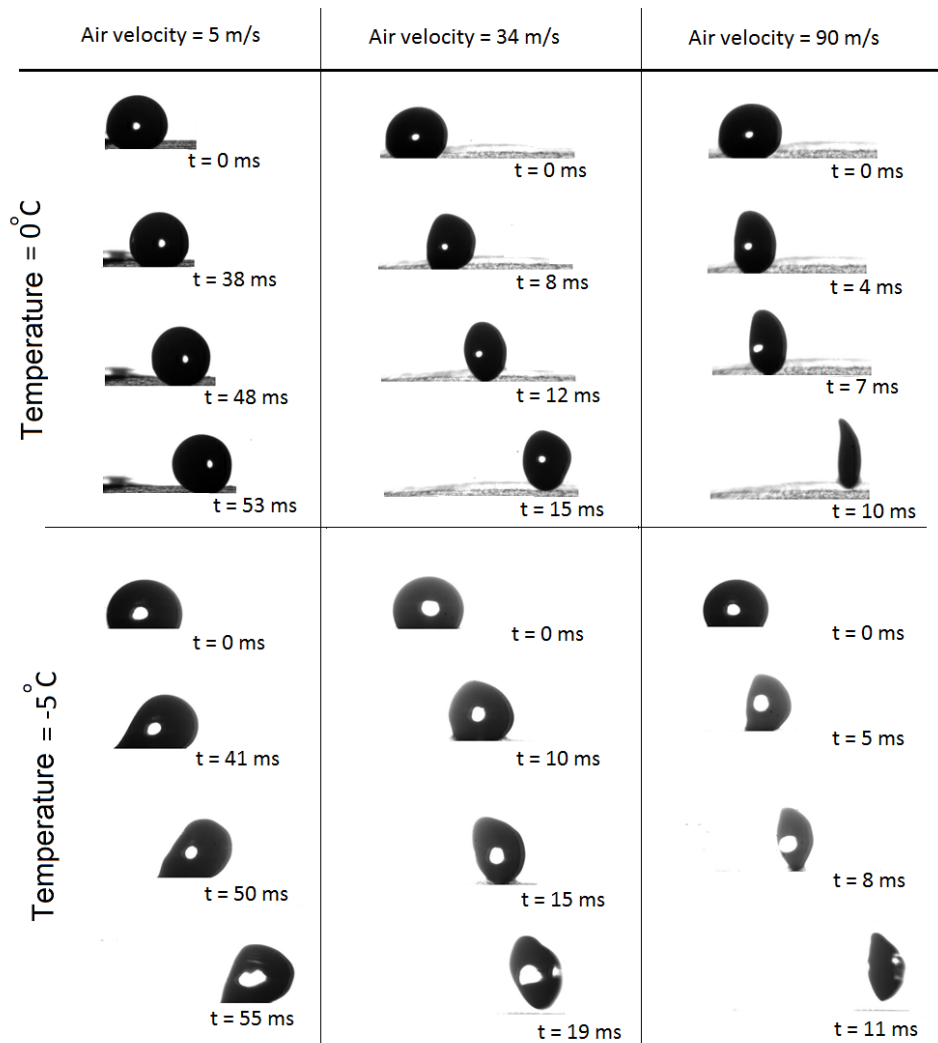 Air velocity = 5 m/s
Air velocity = 34 m/s
Air velocity = 90 m/s
Temperature = 0°C
t = 0 ms
t = 0 ms
t = 0 ms
t = 38 ms
t = 8 ms
t = 4 ms
t = 48 ms
t = 12 ms
t = 7 ms
t = 53 ms
t = 15 ms
t = 10 ms
Temperature = -5°C
t = 0 ms
t = 0 ms
t = 0 ms
t = 41 ms
t = 10 ms
t = 5 ms
t = 50 ms
t = 15 ms
t = 8 ms
t = 55 ms
t = 19 ms
t = 11 ms